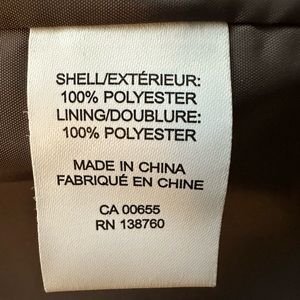 SHELL/EXTÉRIEUR:
100% POLYESTER
LINING/DOUBLURE:
100% POLYESTER
MADE IN CHINA
FABRIQUÉ EN CHINE
CA 00655
RN 138760